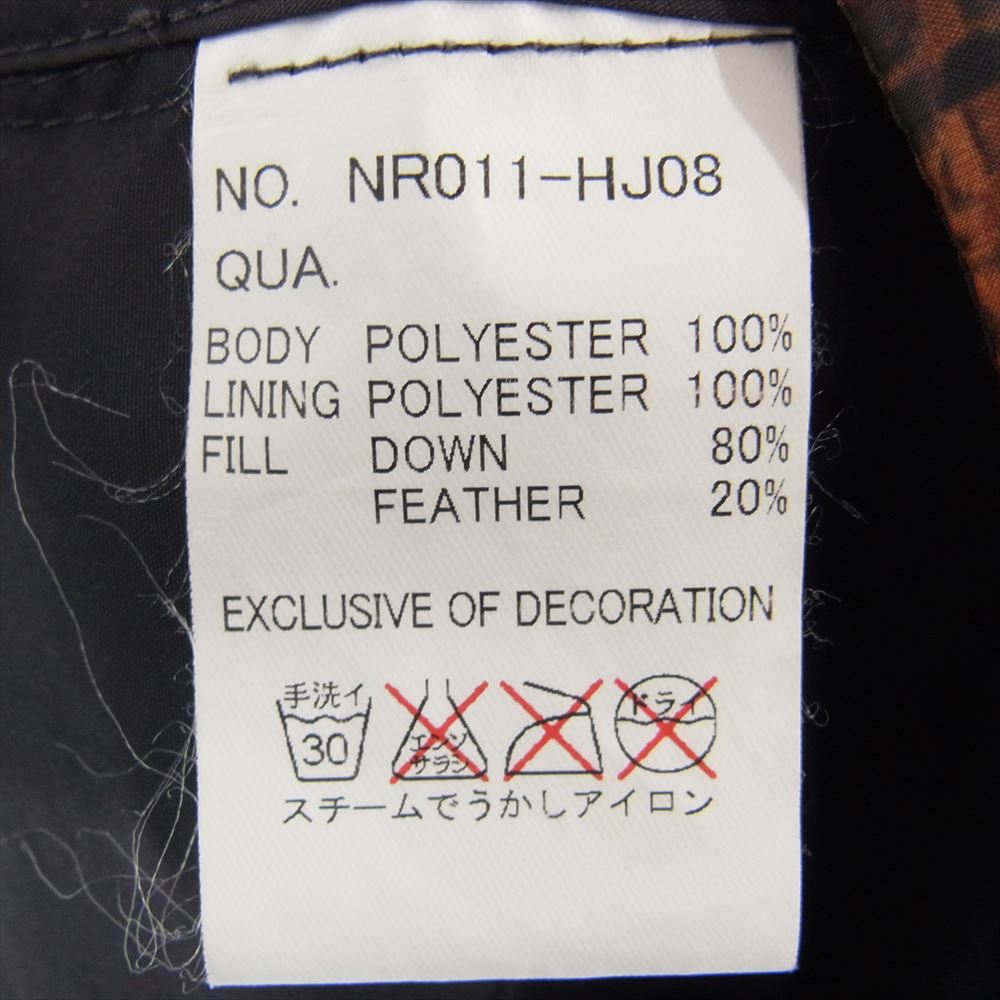 NO. NR011-HJ08
QUA.
BODY POLYESTER 100%
LINING POLYESTER 100%
FILL DOWN 80%
FEATHER 20%
EXCLUSIVE OF DECORATION
手洗イ
30
エンソ
サラシ
ドライ
スチームでうかしアイロン